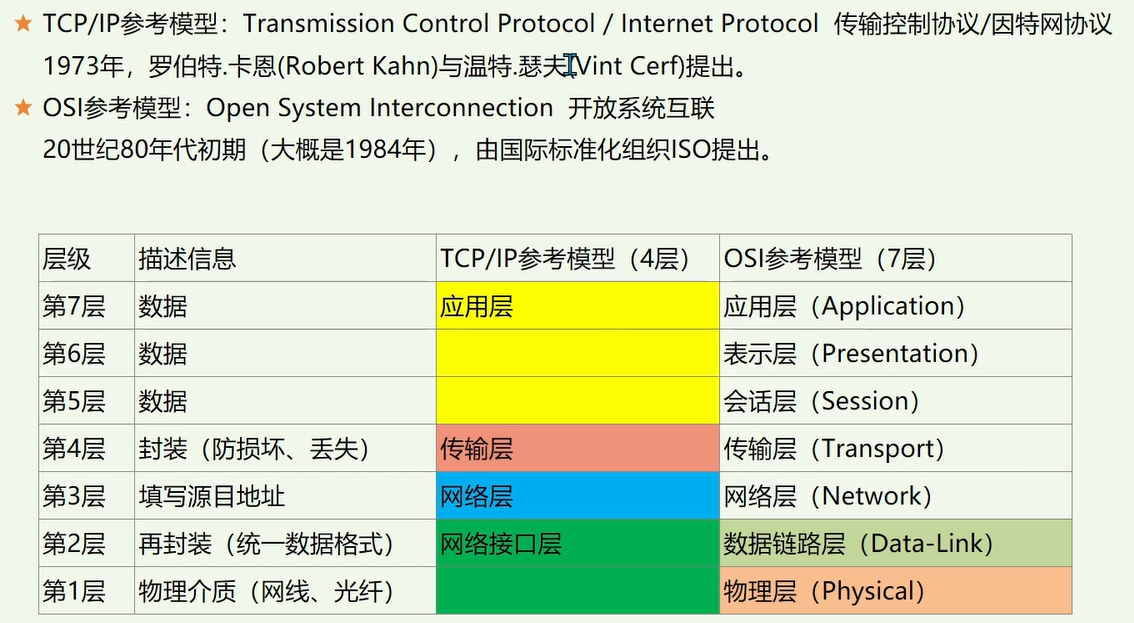 TCP/IP参考模型：Transmission Control Protocol / Internet Protocol 传输控制协议/因特网协议
1973年，罗伯特.卡恩(Robert Kahn)与温特.瑟夫(Vint Cerf)提出。
OSI参考模型：Open System Interconnection 开放系统互联
20世纪80年代初期（大概是1984年），由国际标准化组织ISO提出。
层级 描述信息 TCP/IP参考模型（4层） OSI参考模型（7层）
第7层 数据 应用层 应用层（Application）
第6层 数据 表示层（Presentation）
第5层 数据 会话层（Session）
第4层 封装（防损坏、丢失） 传输层 传输层（Transport）
第3层 填写源目地址 网络层 网络层（Network）
第2层 再封装（统一数据格式） 网络接口层 数据链路层（Data-Link）
第1层 物理介质（网线、光纤） 物理层（Physical）